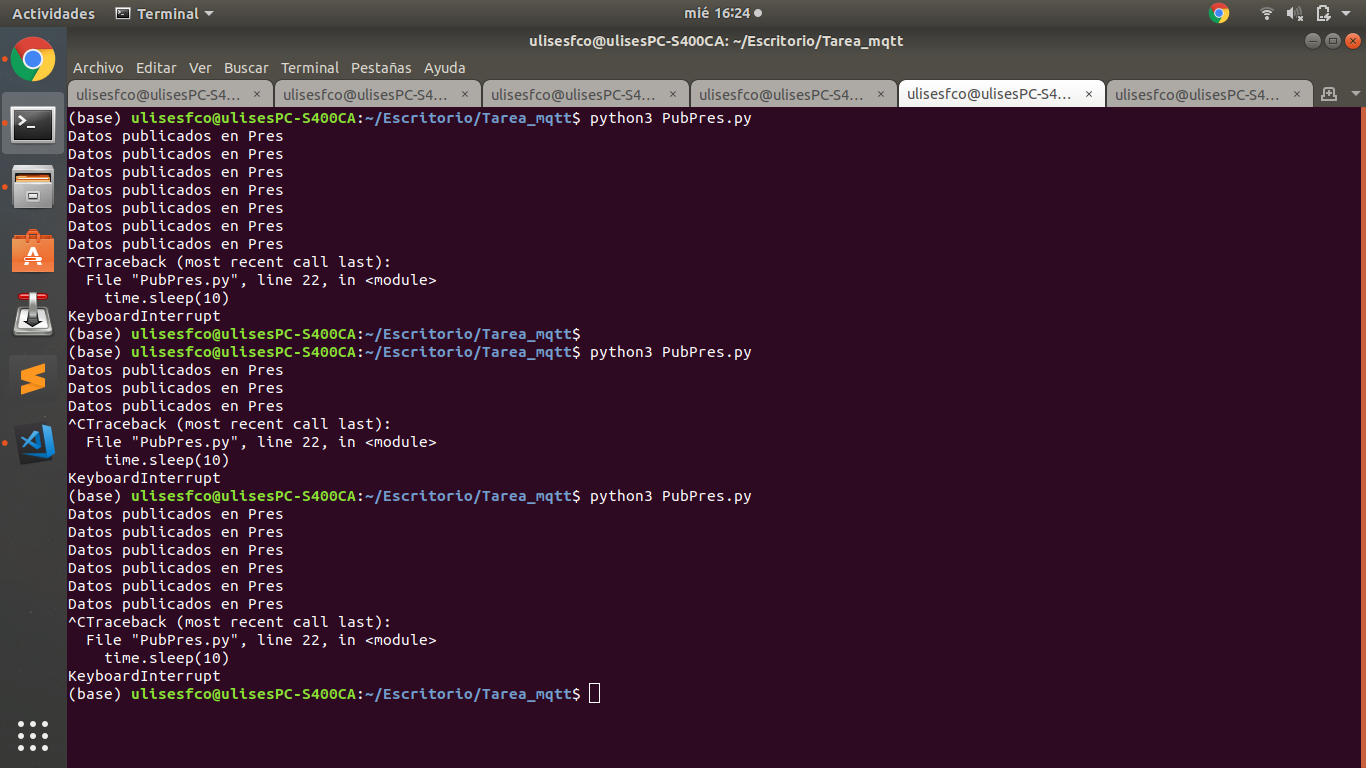 Actividades
Terminal
mié 16:24
ulisesfco@ulisesPC-S400CA: ~/Escritorio/Tarea_mqtt
Archivo Editar Ver Buscar Terminal Pestañas Ayuda
ulisesfco@ulisesPC-S4… × ulisesfco@ulisesPC-S4… × ulisesfco@ulisesPC-S4… × ulisesfco@ulisesPC-S4… × ulisesfco@ulisesPC-S4… × ulisesfco@ulisesPC-S4… ×
(base) ulisesfco@ulisesPC-S400CA:~/Escritorio/Tarea_mqtt$ python3 PubPres.py
Datos publicados en Pres
Datos publicados en Pres
Datos publicados en Pres
Datos publicados en Pres
Datos publicados en Pres
Datos publicados en Pres
Datos publicados en Pres
^CTraceback (most recent call last):
  File "PubPres.py", line 22, in <module>
    time.sleep(10)
KeyboardInterrupt
(base) ulisesfco@ulisesPC-S400CA:~/Escritorio/Tarea_mqtt$
(base) ulisesfco@ulisesPC-S400CA:~/Escritorio/Tarea_mqtt$ python3 PubPres.py
Datos publicados en Pres
Datos publicados en Pres
Datos publicados en Pres
^CTraceback (most recent call last):
  File "PubPres.py", line 22, in <module>
    time.sleep(10)
KeyboardInterrupt
(base) ulisesfco@ulisesPC-S400CA:~/Escritorio/Tarea_mqtt$ python3 PubPres.py
Datos publicados en Pres
Datos publicados en Pres
Datos publicados en Pres
Datos publicados en Pres
Datos publicados en Pres
Datos publicados en Pres
^CTraceback (most recent call last):
  File "PubPres.py", line 22, in <module>
    time.sleep(10)
KeyboardInterrupt
(base) ulisesfco@ulisesPC-S400CA:~/Escritorio/Tarea_mqtt$